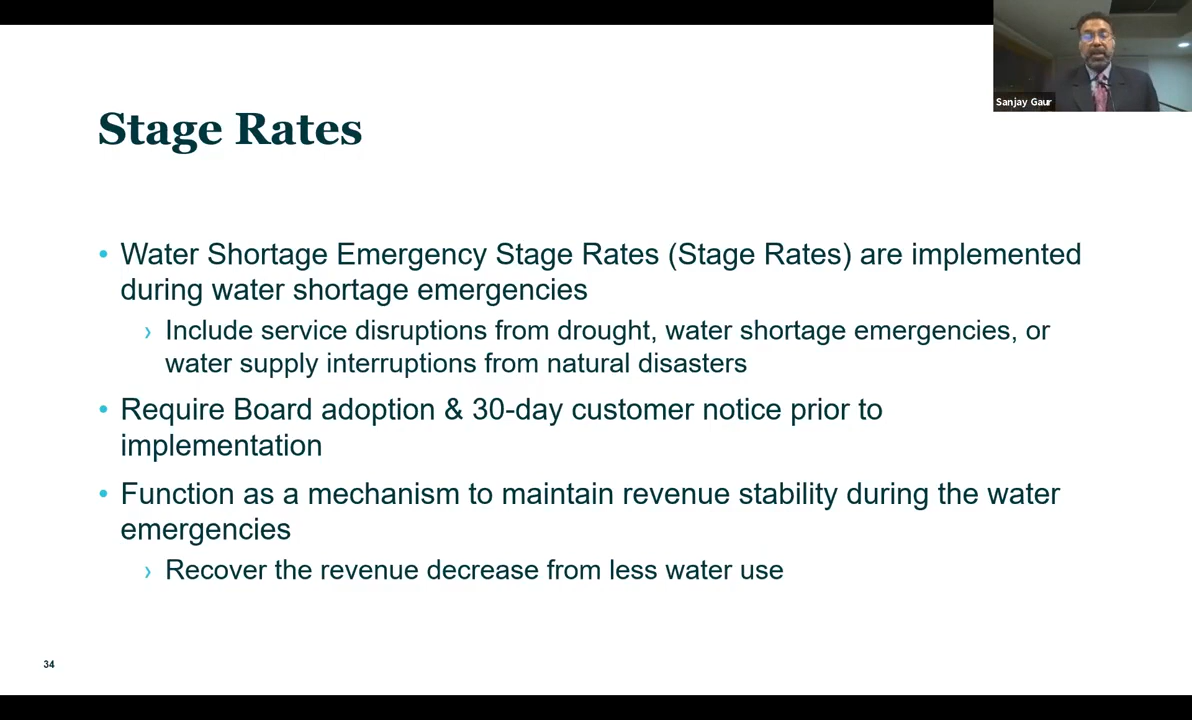 Sanjay Gaur
Stage Rates
• Water Shortage Emergency Stage Rates (Stage Rates) are implemented
during water shortage emergencies
› Include service disruptions from drought, water shortage emergencies, or
water supply interruptions from natural disasters
• Require Board adoption & 30-day customer notice prior to
implementation
• Function as a mechanism to maintain revenue stability during the water
emergencies
› Recover the revenue decrease from less water use
34